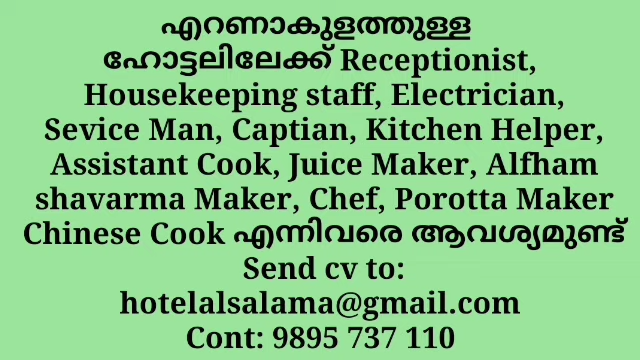 എറണാകുളത്തുള്ള
ഹോട്ടലിലേക്ക് Receptionist,
Housekeeping staff, Electrician,
Sevice Man, Captian, Kitchen Helper,
Assistant Cook, Juice Maker, Alfham
shavarma Maker, Chef, Porotta Maker
Chinese Cook എന്നിവരെ ആവശ്യമുണ്ട്
Send cv to:
hotelalsalama@gmail.com
Cont: 9895 737 110